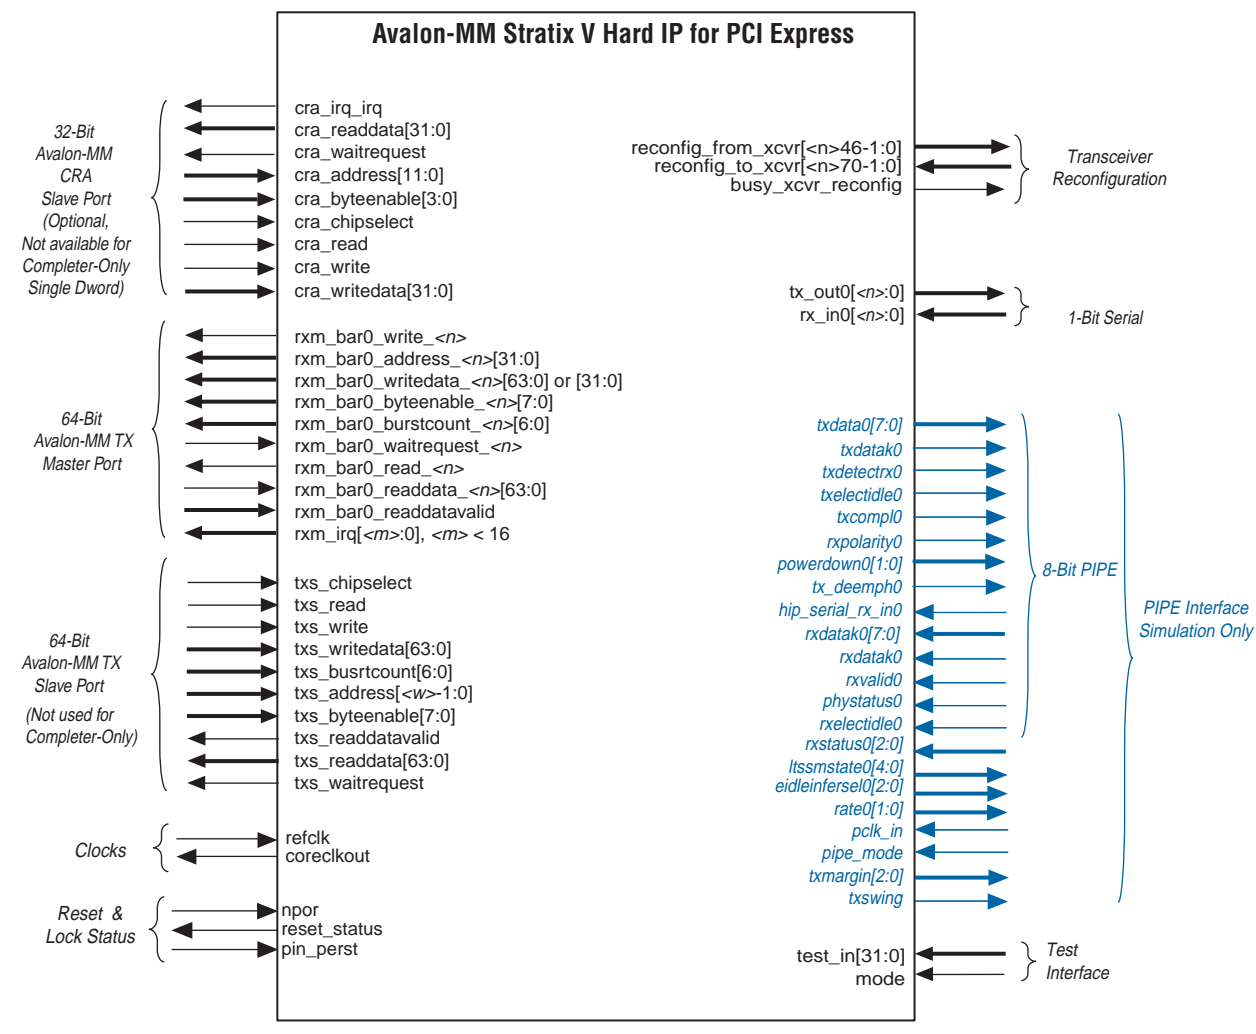 Avalon-MM Stratix V Hard IP for PCI Express
32-Bit
Avalon-MM
CRA
Slave Port
(Optional,
Not available for
Completer-Only
Single Dword)
cra_irq_irq
cra_readdata[31:0]
cra_waitrequest
cra_address[11:0]
cra_byteenable[3:0]
cra_chipselect
cra_read
cra_write
cra_writedata[31:0]
64-Bit
Avalon-MM TX
Master Port
rxm_bar0_write_<n>
rxm_bar0_address_<n>[31:0]
rxm_bar0_writedata_<n>[63:0] or [31:0]
rxm_bar0_byteenable_<n>[7:0]
rxm_bar0_burstcount_<n>[6:0]
rxm_bar0_waitrequest_<n>
rxm_bar0_read_<n>
rxm_bar0_readdata_<n>[63:0]
rxm_bar0_readdatavalid
rxm_irq[<m>:0], <m> < 16
64-Bit
Avalon-MM TX
Slave Port
(Not used for
Completer-Only)
txs_chipselect
txs_read
txs_write
txs_writedata[63:0]
txs_busrtcount[6:0]
txs_address[<w>-1:0]
txs_byteenable[7:0]
txs_readdatavalid
txs_readdata[63:0]
txs_waitrequest
Clocks
refclk
coreclkout
Reset &
Lock Status
npor
reset_status
pin_perst
reconfig_from_xcvr[<n>46-1:0]
reconfig_to_xcvr[<n>70-1:0]
busy_xcvr_reconfig
Transceiver
Reconfiguration
tx_out0[<n>:0]
rx_in0[<n>:0]
1-Bit Serial
txdata0[7:0]
txdatak0
txdetectrx0
txelectidle0
txcompl0
rxpolarity0
powerdown0[1:0]
tx_deemph0
hip_serial_rx_in0
rxdatak0[7:0]
rxdatak0
rxvalid0
phystatus0
rxelectidle0
rxstatus0[2:0]
ltssmstate0[4:0]
eidleinfersel0[2:0]
rate0[1:0]
pclk_in
pipe_mode
txmargin[2:0]
txswing
8-Bit PIPE
PIPE Interface
Simulation Only
test_in[31:0]
mode
Test
Interface